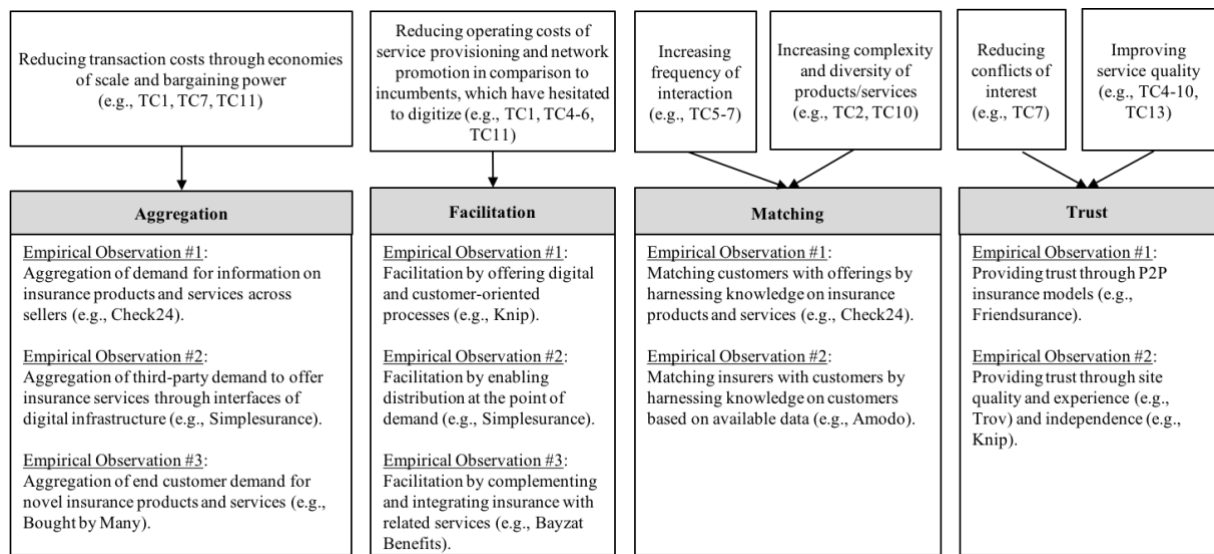 Reducing transaction costs through economies
of scale and bargaining power
(e.g., TC1, TC7, TC11)
Reducing operating costs of
service provisioning and network
promotion in comparison to
incumbents, which have hesitated
to digitize (e.g., TC1, TC4-6,
TC11)
Increasing
frequency of
interaction
(e.g., TC5-7)
Increasing complexity
and diversity of
products/services
(e.g., TC2, TC10)
Reducing
conflicts of
interest
(e.g., TC7)
Improving
service quality
(e.g., TC4-10,
TC13)
Aggregation
Empirical Observation #1:
Aggregation of demand for information on
insurance products and services across
sellers (e.g., Check24).
Empirical Observation #2:
Aggregation of third-party demand to offer
insurance services through interfaces of
digital infrastructure (e.g., Simplesurance).
Empirical Observation #3:
Aggregation of end customer demand for
novel insurance products and services (e.g.,
Bought by Many).
Facilitation
Empirical Observation #1:
Facilitation by offering digital
and customer-oriented
processes (e.g., Knip).
Empirical Observation #2:
Facilitation by enabling
distribution at the point of
demand (e.g., Simplesurance).
Empirical Observation #3:
Facilitation by complementing
and integrating insurance with
related services (e.g., Bayzat
Benefits).
Matching
Empirical Observation #1:
Matching customers with offerings by
harnessing knowledge on insurance
products and services (e.g., Check24).
Empirical Observation #2:
Matching insurers with customers by
harnessing knowledge on customers
based on available data (e.g., Amodo).
Trust
Empirical Observation #1:
Providing trust through P2P
insurance models (e.g.,
Friendsurance).
Empirical Observation #2:
Providing trust through site
quality and experience (e.g.,
Trov) and independence (e.g.,
Knip).